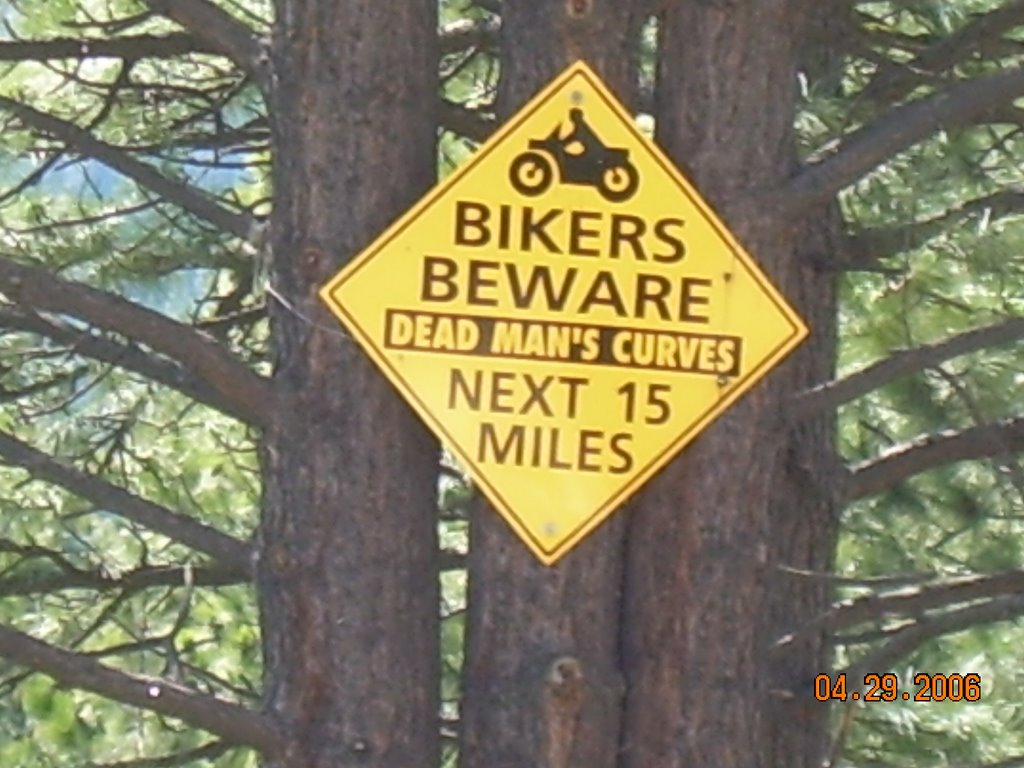 BIKERS
BEWARE
DEAD MAN'S CURVES
NEXT 15
MILES
04.29.2006